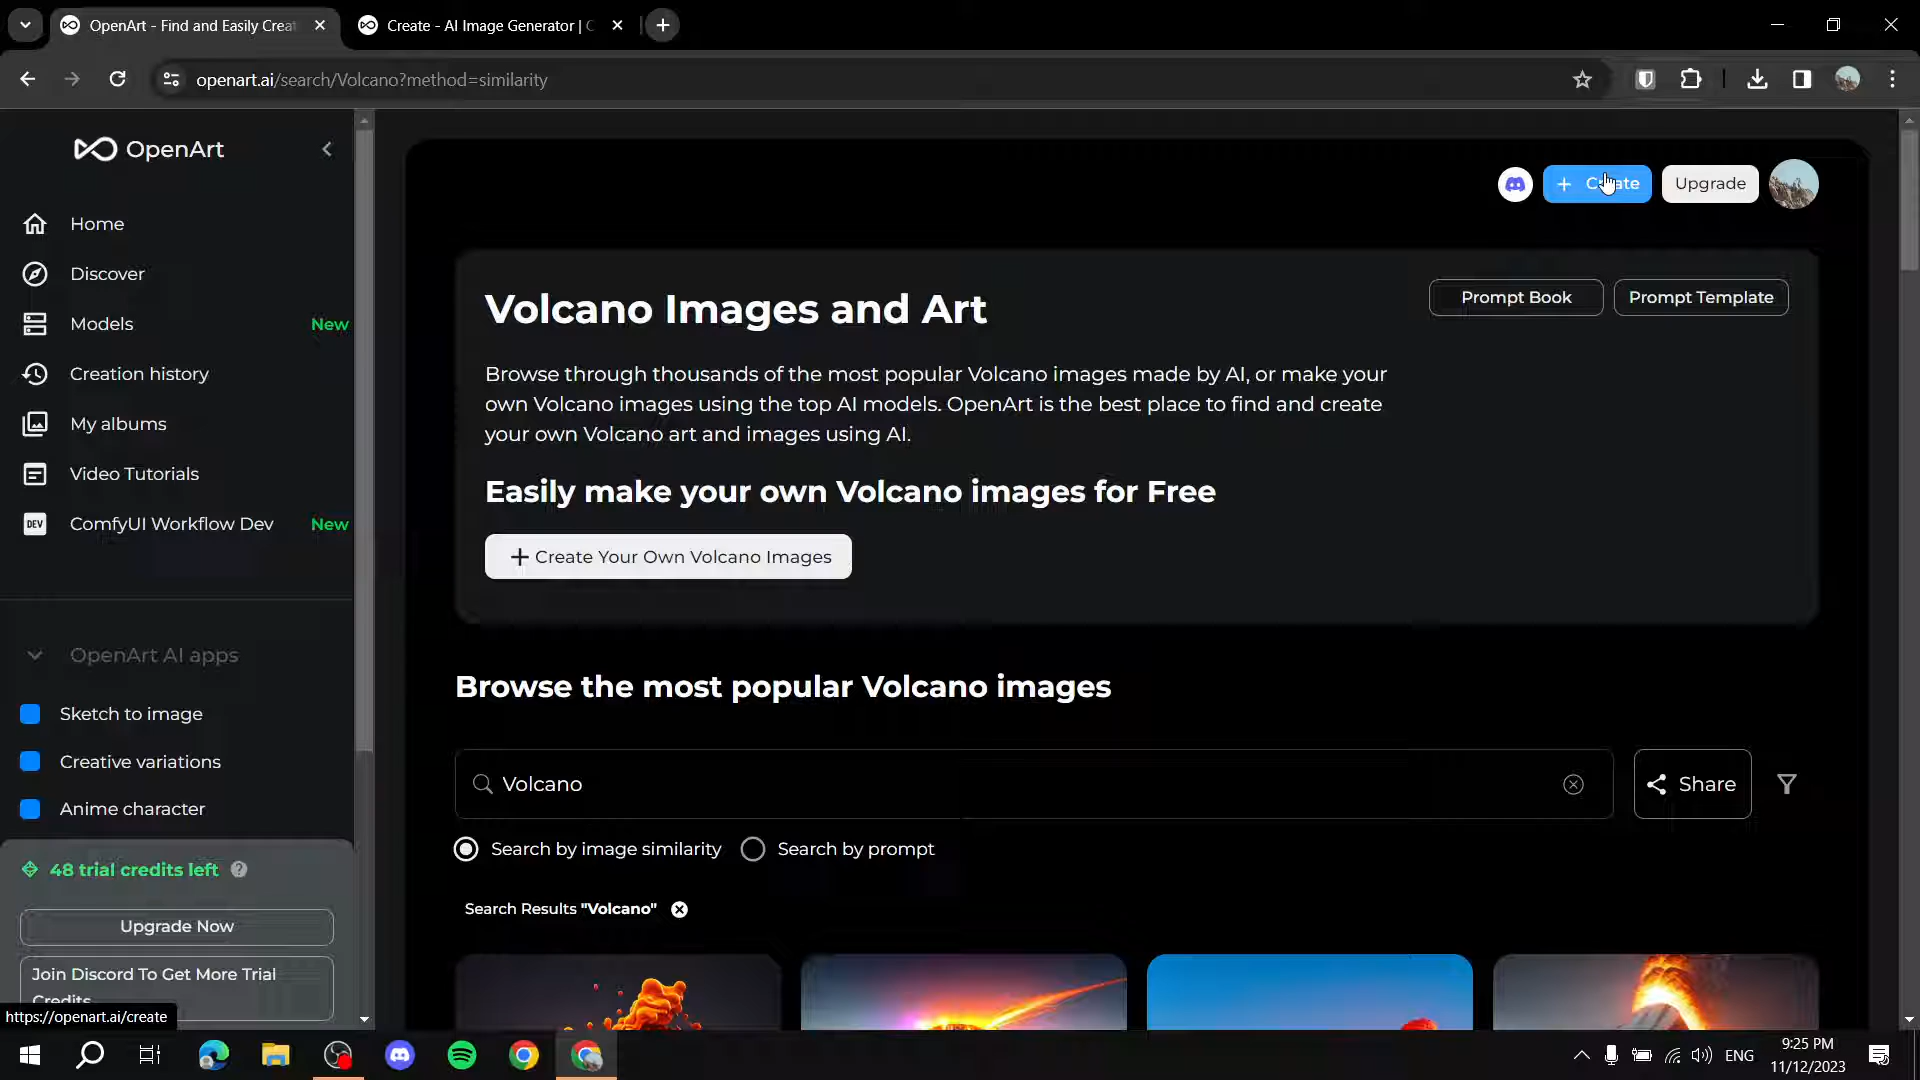 OpenArt - Find and Easily Creat
Create - AI Image Generator | C
openart.ai/search/Volcano?method=similarity
OpenArt
Home
Discover
Models New
Creation history
My albums
Video Tutorials
DEV ComfyUI Workflow Dev New
OpenArt AI apps
Sketch to image
Creative variations
Anime character
48 trial credits left ?
Upgrade Now
Join Discord To Get More Trial
Credits
https://openart.ai/create
Create
Upgrade
Volcano Images and Art
Prompt Book
Prompt Template
Browse through thousands of the most popular Volcano images made by AI, or make your
own Volcano images using the top AI models. OpenArt is the best place to find and create
your own Volcano art and images using AI.
Easily make your own Volcano images for Free
+ Create Your Own Volcano Images
Browse the most popular Volcano images
Volcano
Share
Search by image similarity
Search by prompt
Search Results "Volcano"
ENG
9:25 PM
11/12/2023